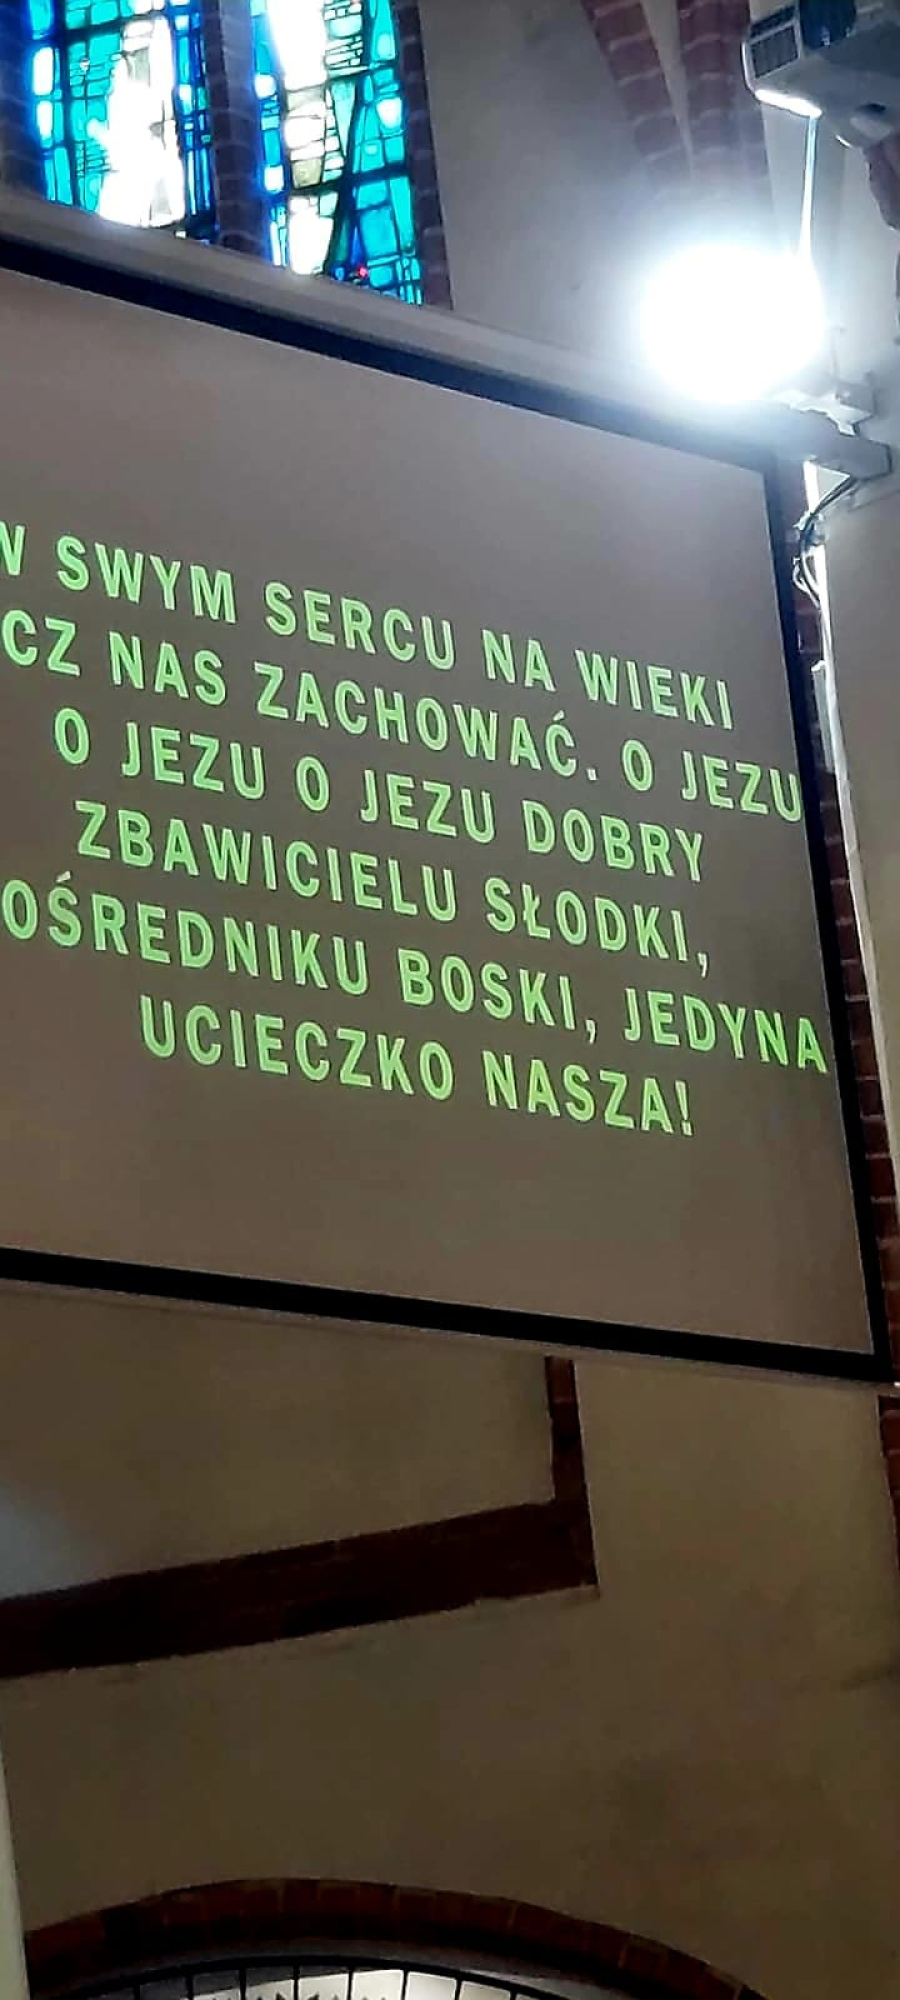 W SWYM SERCU NA WIEKI
NAS ZACHOWAĆ. O JEZU
O JEZU O JEZU DOBRY
ZBAWICIELU SŁODKI,
JEDYNA BOSKI,
UCIECZKO NASZA!